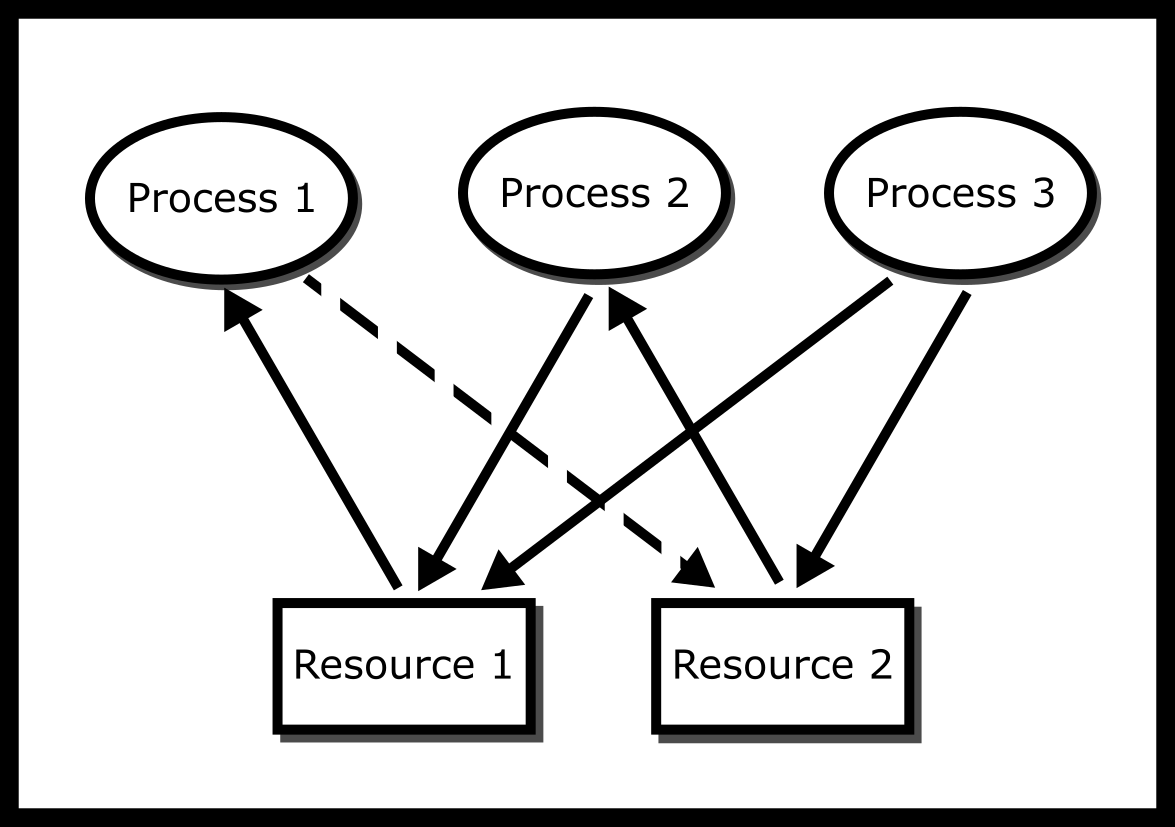 Process 1
Process 2
Process 3
Resource 1
Resource 2